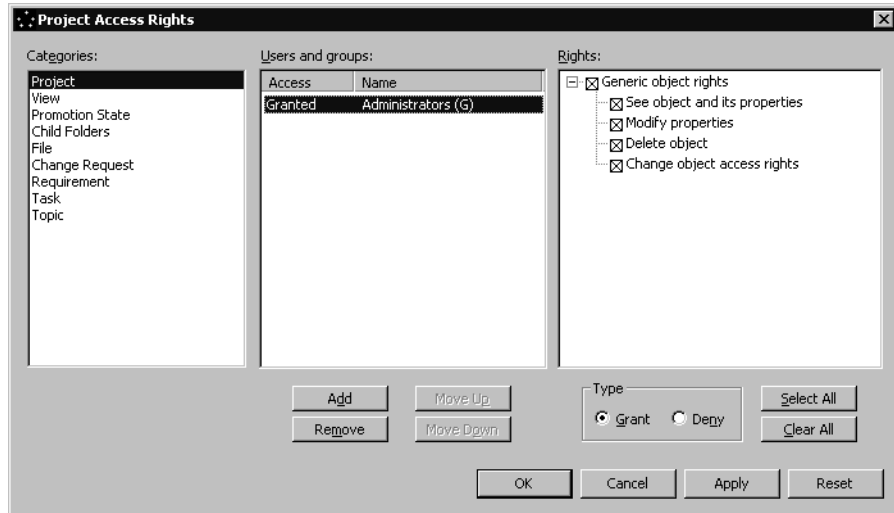 Project Access Rights
Categories:
Project
View
Promotion State
Child Folders
File
Change Request
Requirement
Task
Topic
Users and groups:
Access Name
Granted Administrators (G)
Add
Move Up
Remove
Move Down
Rights:
Generic object rights
See object and its properties
Modify properties
Delete object
Change object access rights
Type
Grant Deny
Select All
Clear All
OK Cancel Apply Reset